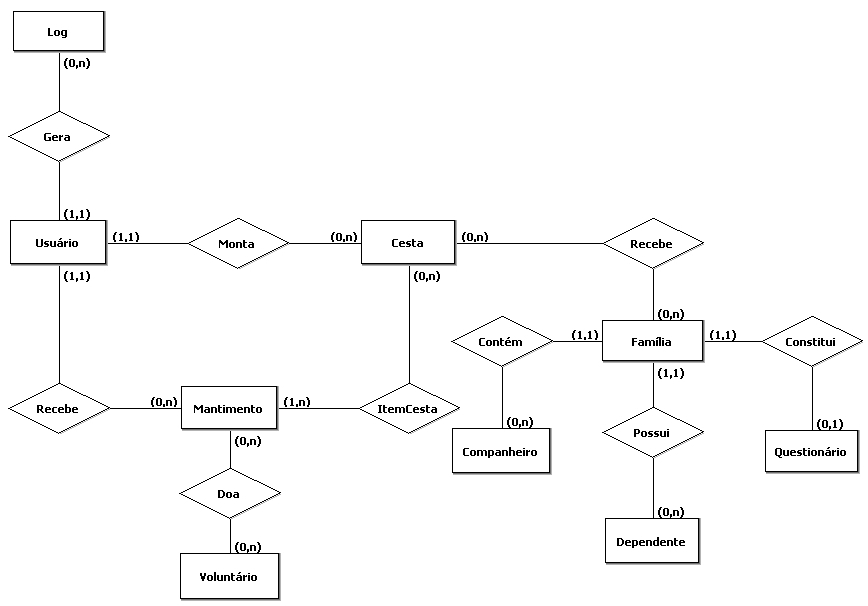 Log
(0,n)
Gera
(1,1)
Usuário (1,1) Monta (0,n) Cesta (0,n) Recebe
(1,1) (0,n) (0,n)
Contém (1,1) Família (1,1) Constitui
(1,1)
Recebe (0,n) Mantimento (1,n) ItemCesta
(0,n) (0,n) (0,1)
Possui
Companheiro Questionário
Doa
(0,n)
Dependente
(0,n)
Voluntário